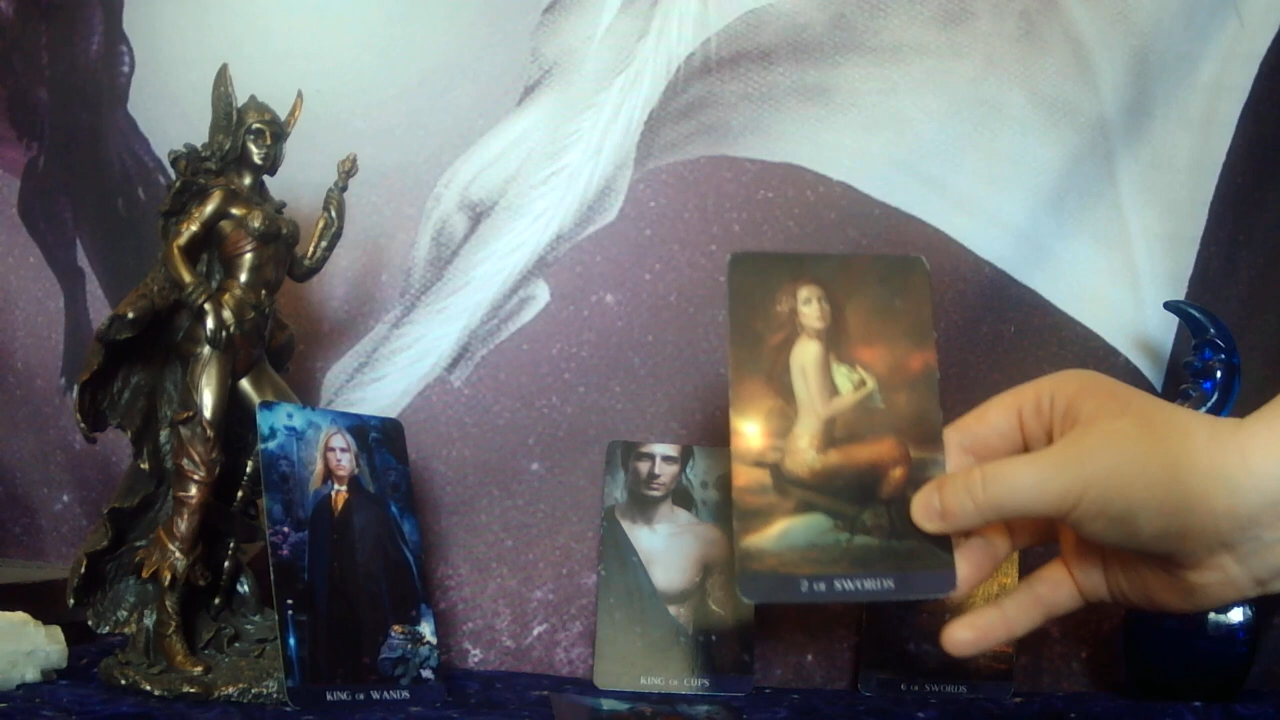 KING OF WANDS
KING OF CUPS
2 OF SWORDS
6 OF SWORDS